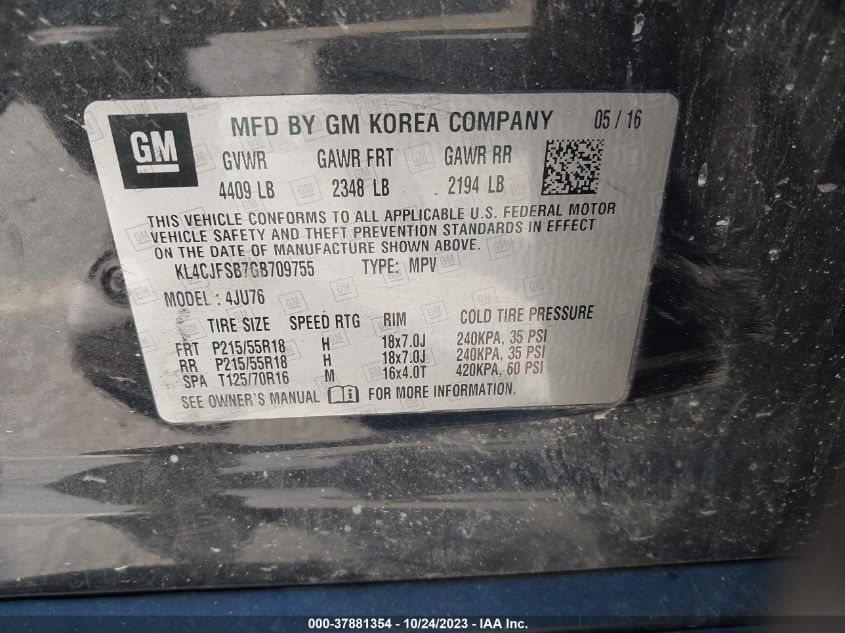 GM
MFD BY GM KOREA COMPANY 05 / 16
GVWR GAWR FRT GAWR RR
4409 LB 2348 LB 2194 LB
THIS VEHICLE CONFORMS TO ALL APPLICABLE U.S. FEDERAL MOTOR
VEHICLE SAFETY AND THEFT PREVENTION STANDARDS IN EFFECT
ON THE DATE OF MANUFACTURE SHOWN ABOVE.
KL4CJFSB7GB709755 TYPE: MPV
MODEL : 4JU76
TIRE SIZE SPEED RTG RIM COLD TIRE PRESSURE
FRT P215/55R18 H 18x7.0J 240KPA, 35 PSI
RR P215/55R18 H 18x7.0J 240KPA, 35 PSI
SPA T125/70R16 M 16x4.0T 420KPA, 60 PSI
SEE OWNER'S MANUAL FOR MORE INFORMATION.
000-37881354 | 10/24/2023 | IAA Inc.